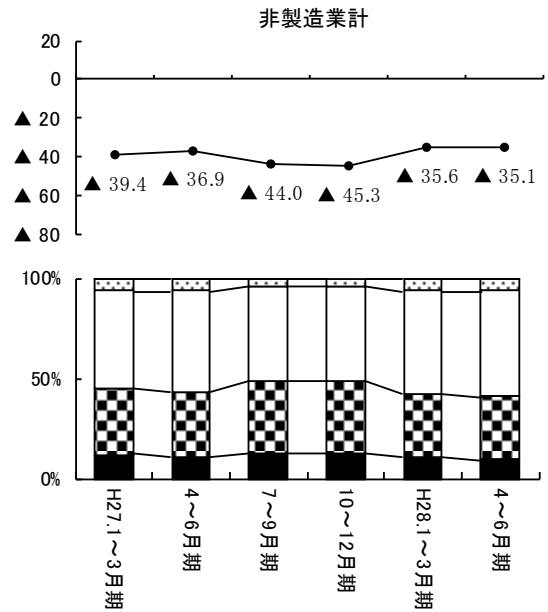 非製造業計
20
0
▲ 20
▲ 40
▲ 60
▲ 80
▲ 39.4
▲ 36.9
▲ 44.0
▲ 45.3
▲ 35.6
▲ 35.1
100%
50%
0%
H27.1～3月期
4～6月期
7～9月期
10～12月期
H28.1～3月期
4～6月期